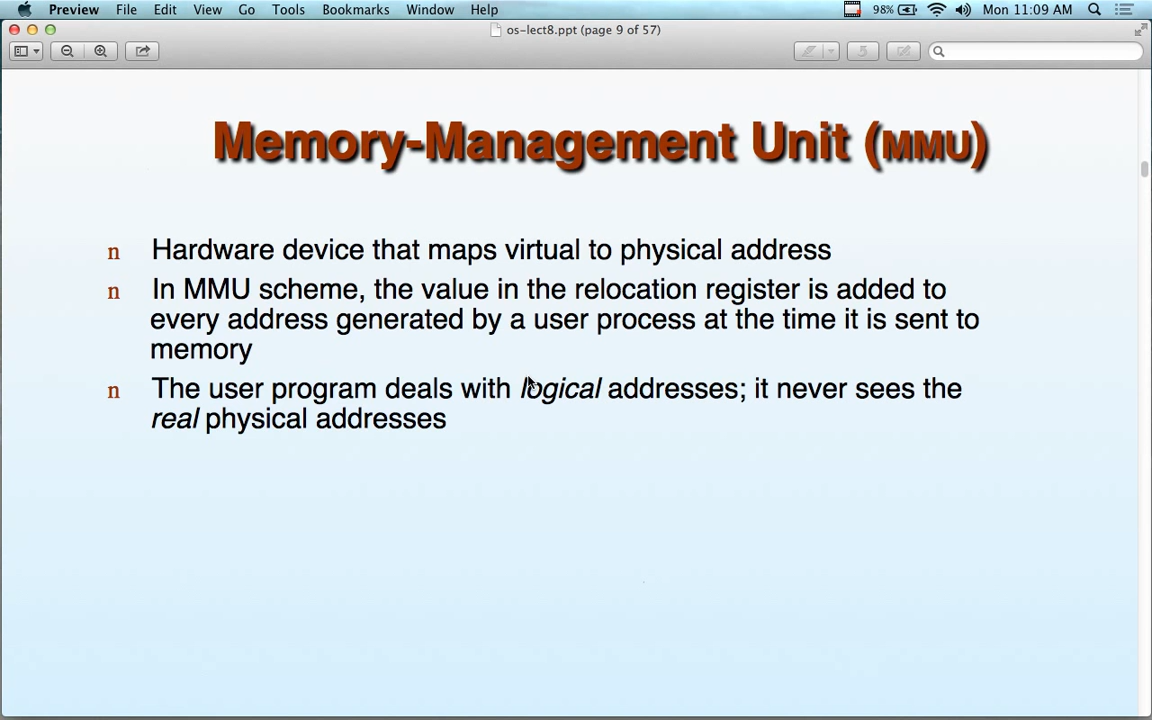 Preview File Edit View Go Tools Bookmarks Window Help 98% Mon 11:09 AM
os-lect8.ppt (page 9 of 57)
Memory-Management Unit (MMU)
n Hardware device that maps virtual to physical address
n In MMU scheme, the value in the relocation register is added to
every address generated by a user process at the time it is sent to
memory
n The user program deals with logical addresses; it never sees the
real physical addresses